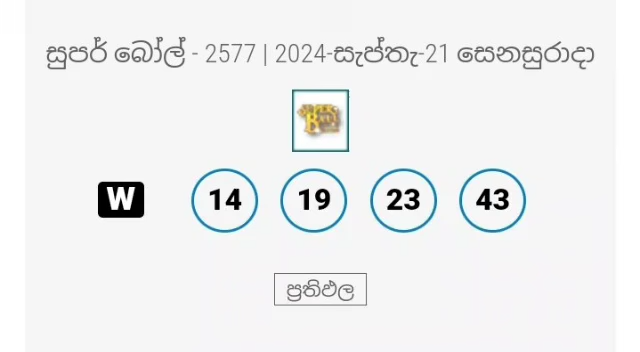 සුපර් බෝල් - 2577 | 2024-සැප්තැ-21 සෙනසුරාදා
W 14 19 23 43
ප්‍රතිඵල